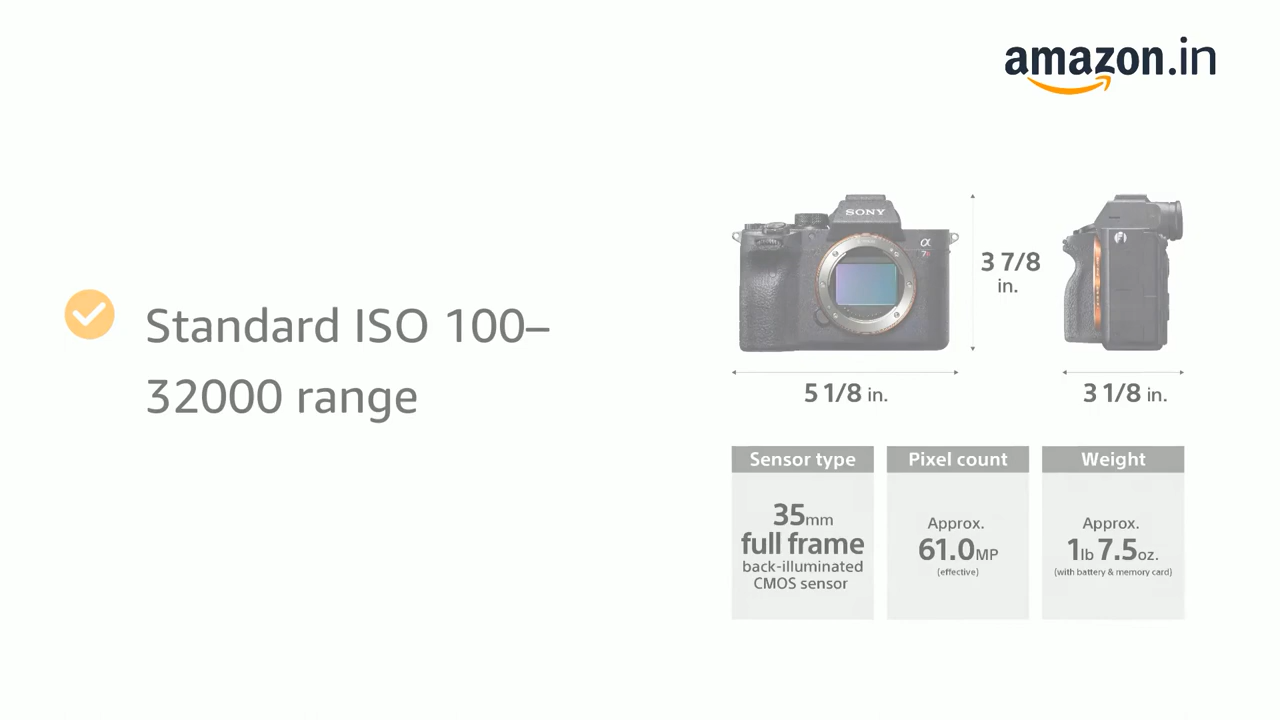 amazon.in
Standard ISO 100–
32000 range
SONY
α
7R
3 7/8
in.
5 1/8 in.
3 1/8 in.
Sensor type
35mm
full frame
back-illuminated
CMOS sensor
Pixel count
Approx.
61.0MP
(effective)
Weight
Approx.
1lb 7.5oz.
(with battery & memory card)